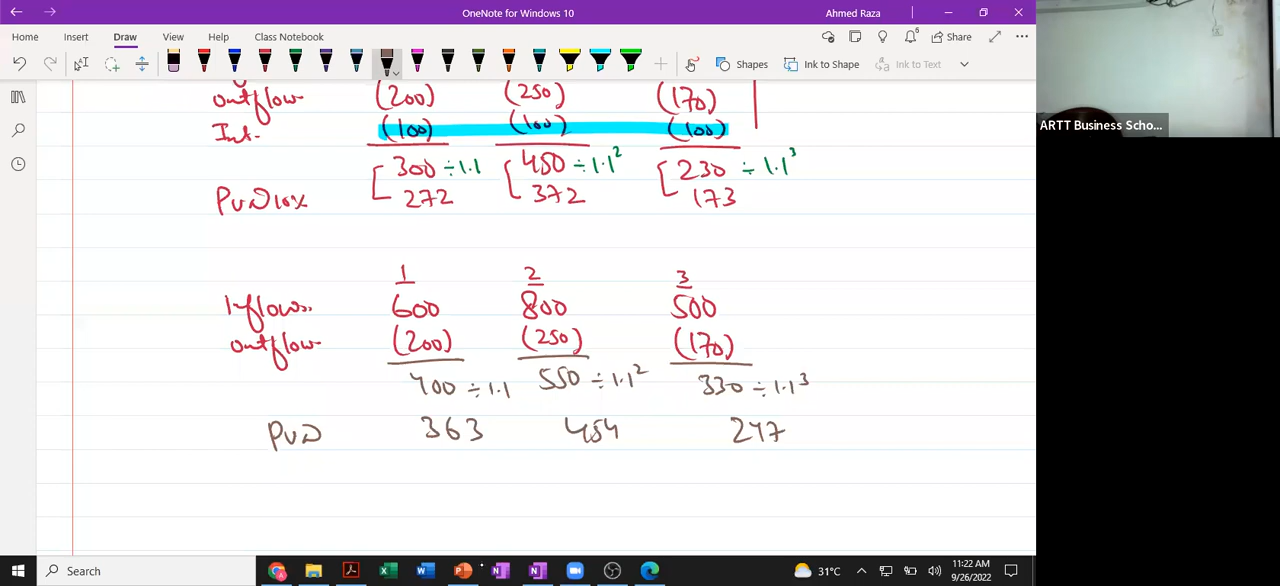 OneNote for Windows 10
Ahmed Raza
Home Insert Draw View Help Class Notebook
Share
Shapes Ink to Shape Ink to Text
ARTT Business Scho...
outflow (200) (250) (170)
Int. (100) (100) (100)
300 ÷ 1.1 450 ÷ 1.1² 230 ÷ 1.1³
272 372 173
1 2 3
Inflows.. 600 800 500
outflow (200) (250) (170)
400 ÷ 1.1 550 ÷ 1.1² 330 ÷ 1.1³
363 454 247
Search
31°C
11:22 AM
9/26/2022